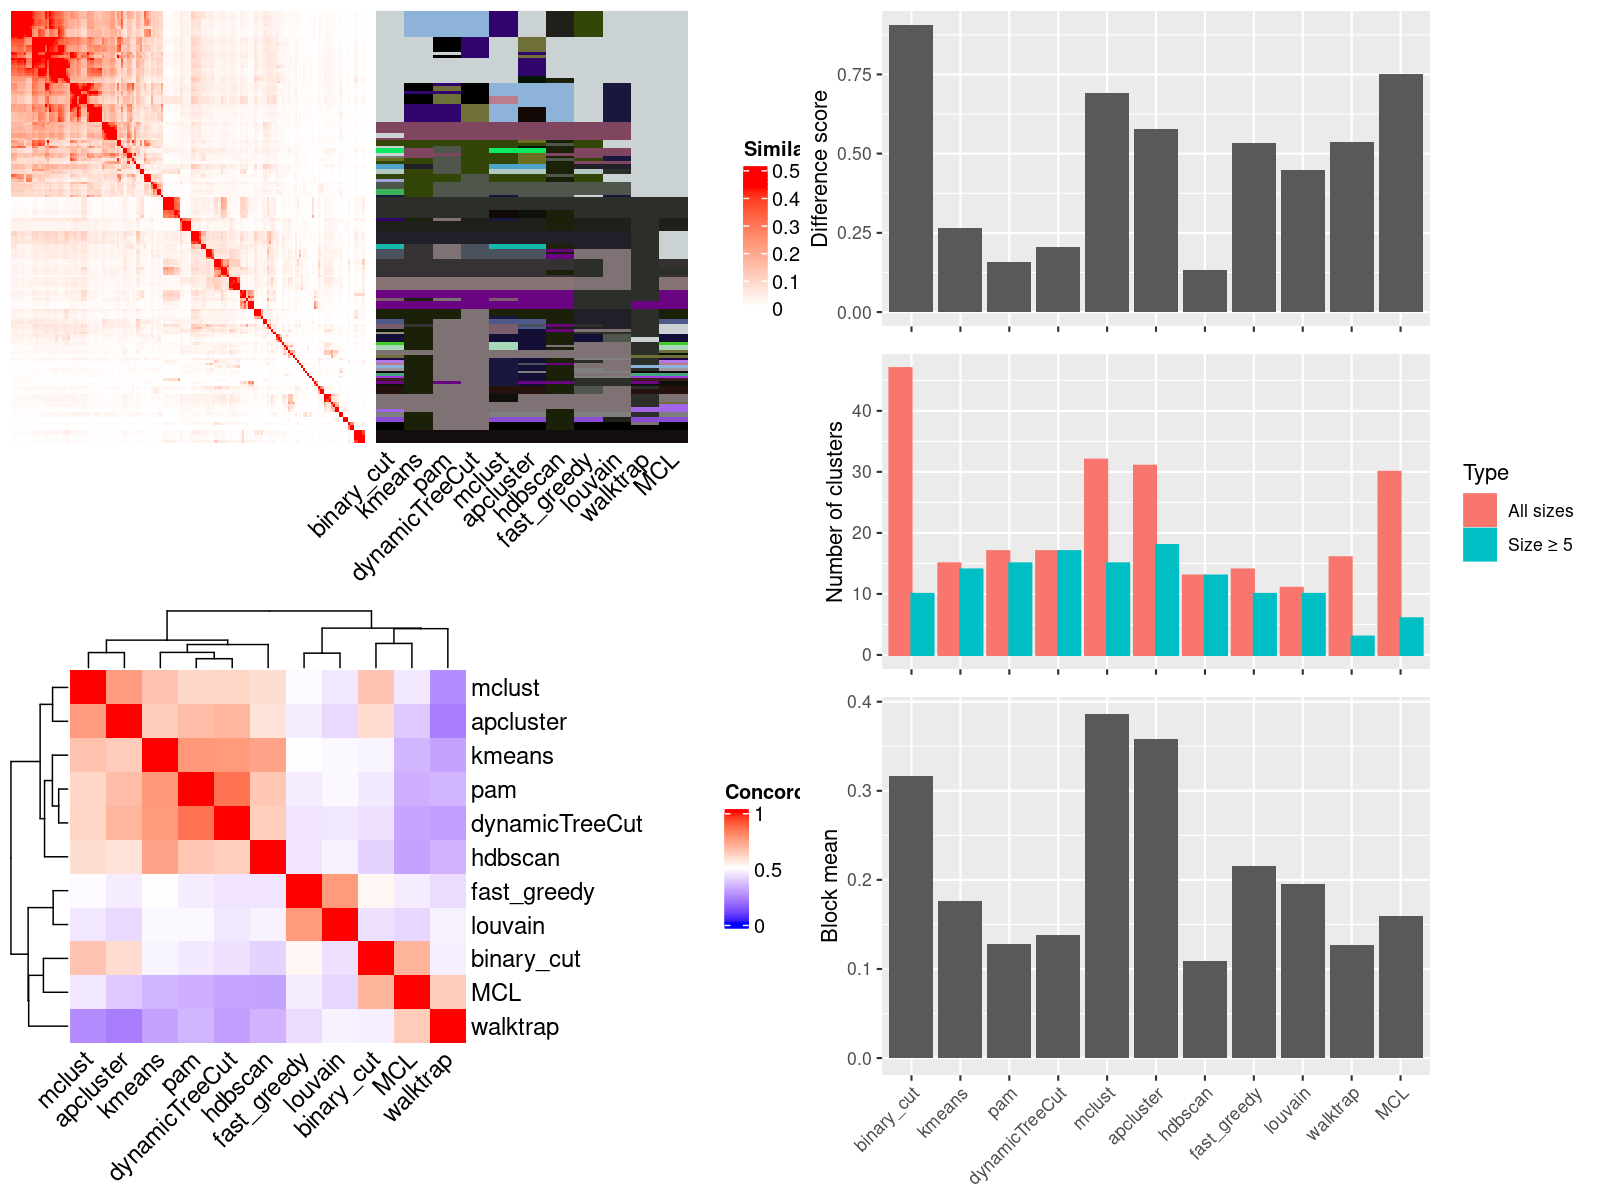 Simila
0.5
0.4
0.3
0.2
0.1
0
binary_cut
kmeans
pam
dynamicTreeCut
mclust
apcluster
hdbscan
fast_greedy
louvain
walktrap
MCL
mclust
apcluster
kmeans
pam
dynamicTreeCut
hdbscan
fast_greedy
louvain
binary_cut
MCL
walktrap
Concord
1
0.5
0
mclust
apcluster
kmeans
pam
dynamicTreeCut
hdbscan
fast_greedy
louvain
binary_cut
MCL
walktrap
Difference score
0.75
0.50
0.25
0.00
Number of clusters
40
30
20
10
0
Type
All sizes
Size ≥ 5
Block mean
0.4
0.3
0.2
0.1
0.0
binary_cut
kmeans
pam
dynamicTreeCut
mclust
apcluster
hdbscan
fast_greedy
louvain
walktrap
MCL